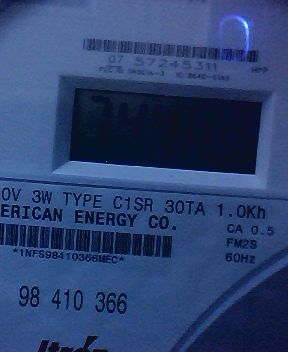 07 57245311
0V 3W TYPE C1SR 30TA 1.0Kh
ERICAN ENERGY CO.
CA 0.5
FM2S
*1NFS98410366MEC*
60Hz
98 410 366
Itron